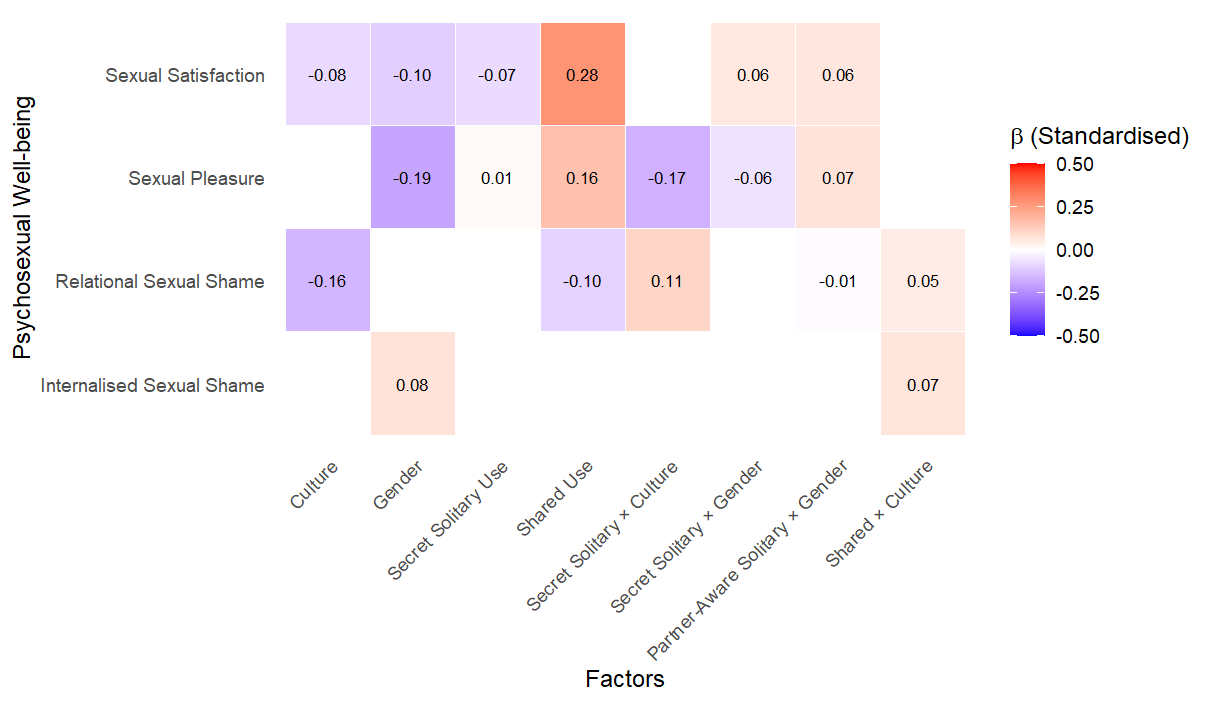 Psychosexual Well-being
Sexual Satisfaction -0.08 -0.10 -0.07 0.28 0.06 0.06
Sexual Pleasure -0.19 0.01 0.16 -0.17 -0.06 0.07
Relational Sexual Shame -0.16 -0.10 0.11 -0.01 0.05
Internalised Sexual Shame 0.08 0.07
Culture
Gender
Secret Solitary Use
Shared Use
Secret Solitary × Culture
Secret Solitary × Gender
Partner-Aware Solitary × Gender
Shared × Culture
Factors
β (Standardised)
0.50
0.25
0.00
-0.25
-0.50